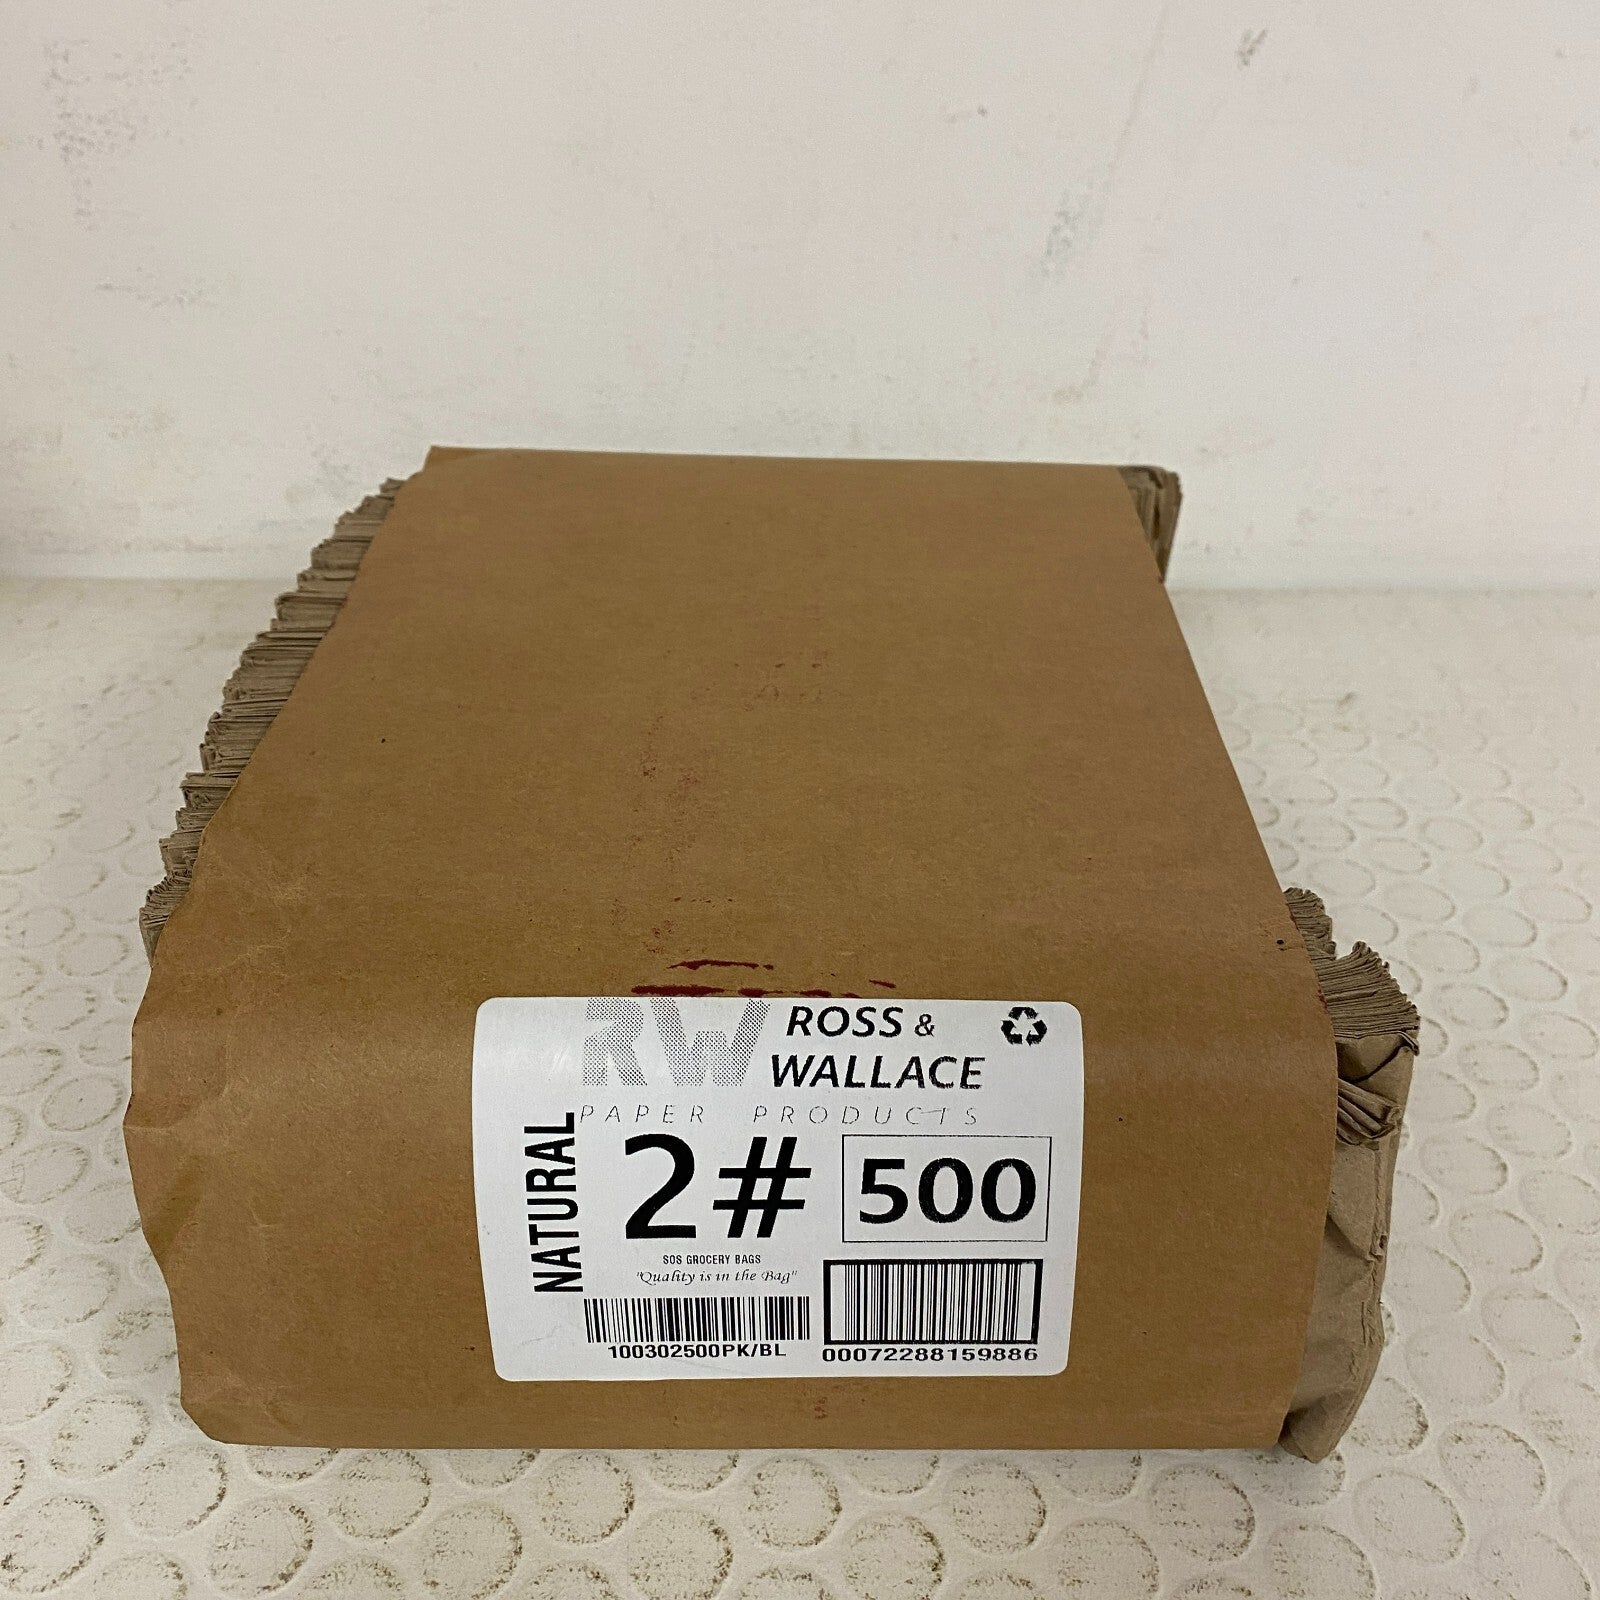 RW ROSS &
WALLACE
PAPER PRODUCTS
NATURAL
2# 500
SOS GROCERY BAGS
"Quality is in the Bag"
100302500PK/BL
00072288159886